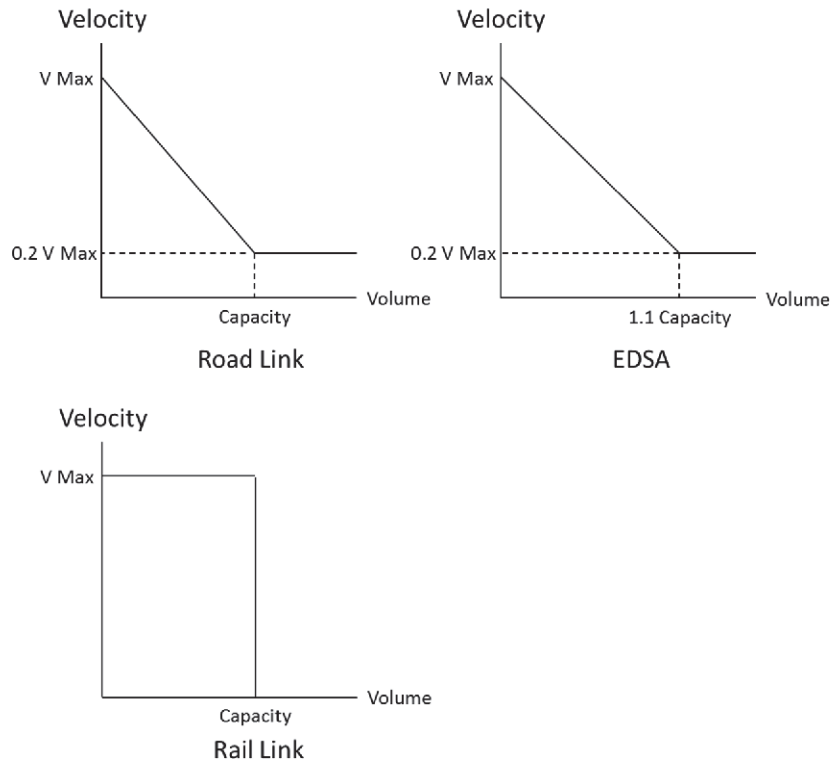 Velocity
V Max
0.2 V Max
Volume
Capacity
Road Link
Velocity
V Max
0.2 V Max
Volume
1.1 Capacity
EDSA
Velocity
V Max
Volume
Capacity
Rail Link